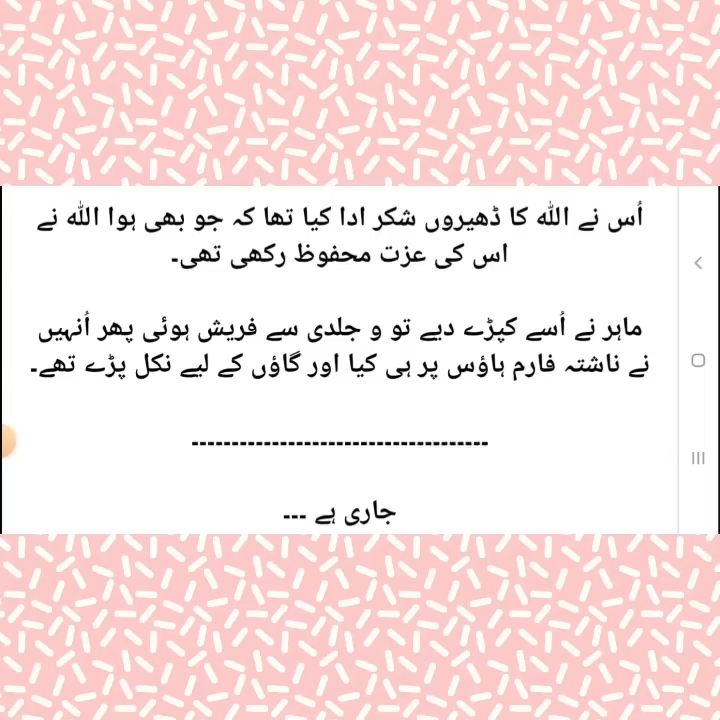 اُس نے اللہ کا ڈھیروں شکر ادا کیا تھا کہ جو بھی ہوا اللہ نے
اس کی عزت محفوظ رکھی تھی۔
ماہر نے اُسے کپڑے دیے تو و جلدی سے فریش ہوئی پھر اُنہیں
نے ناشتہ فارم ہاؤس پر ہی کیا اور گاؤں کے لیے نکل پڑے تھے۔
-------------------------------------
جاری ہے ---